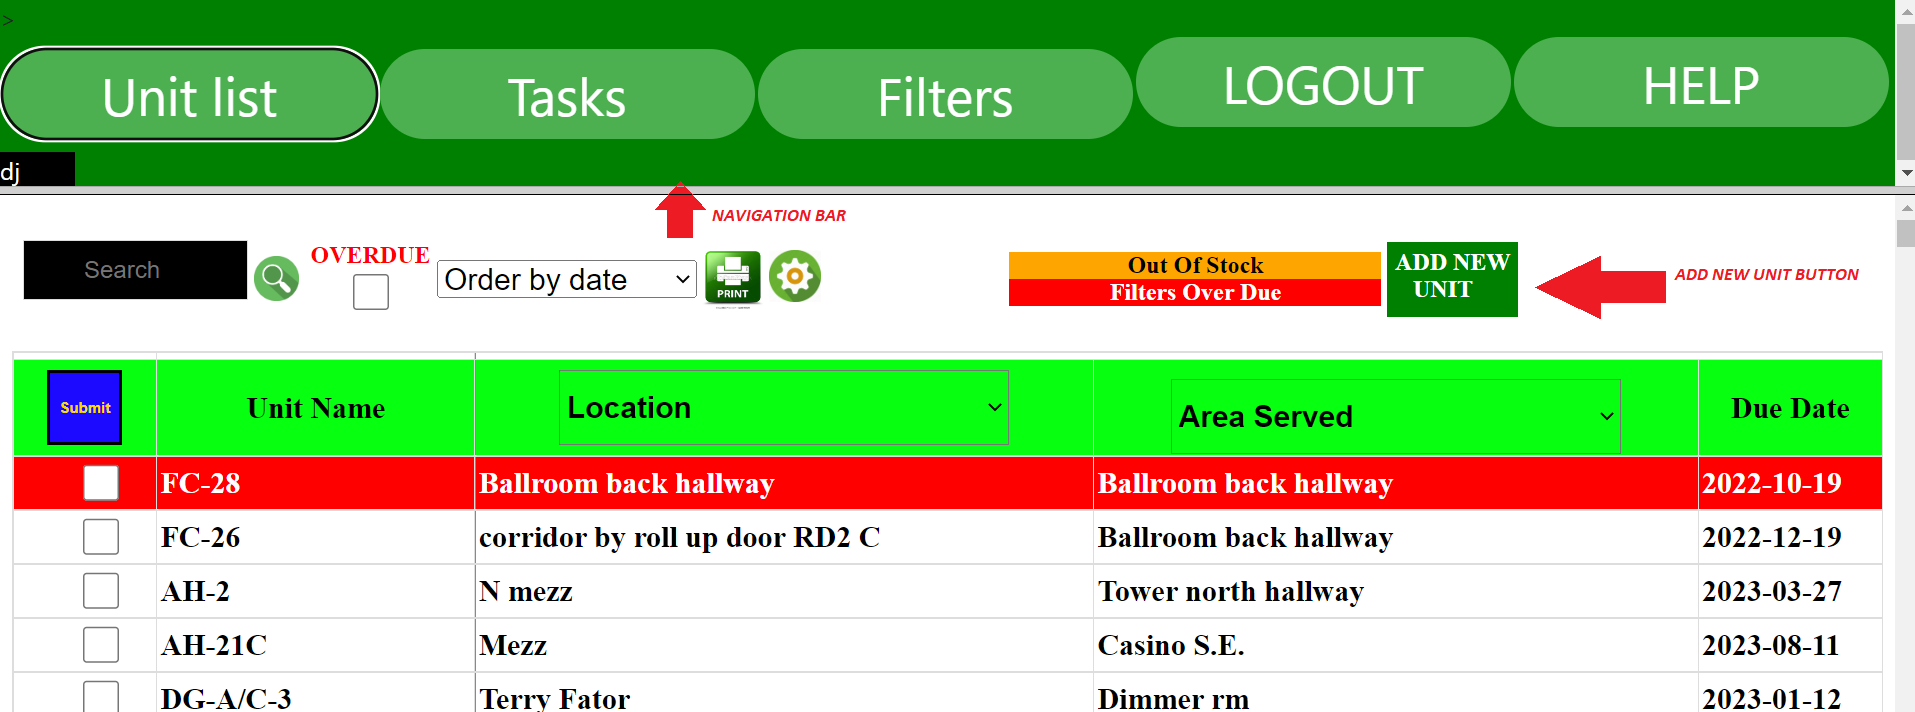 >
Unit list
Tasks
Filters
LOGOUT
HELP
dj
NAVIGATION BAR
Search
OVERDUE
Order by date
PRINT
Out Of Stock
Filters Over Due
ADD NEW
UNIT
ADD NEW UNIT BUTTON
Submit Unit Name Location Area Served Due Date
FC-28 Ballroom back hallway Ballroom back hallway 2022-10-19
FC-26 corridor by roll up door RD2 C Ballroom back hallway 2022-12-19
AH-2 N mezz Tower north hallway 2023-03-27
AH-21C Mezz Casino S.E. 2023-08-11
DG-A/C-3 Terry Fator Dimmer rm 2023-01-12